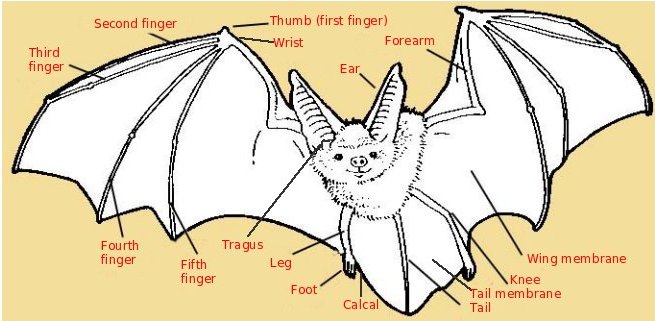 Second finger
Thumb (first finger)
Wrist
Forearm
Third
finger
Ear
Tragus
Fourth
finger
Fifth
finger
Leg
Foot
Calcal
Wing membrane
Knee
Tail membrane
Tail